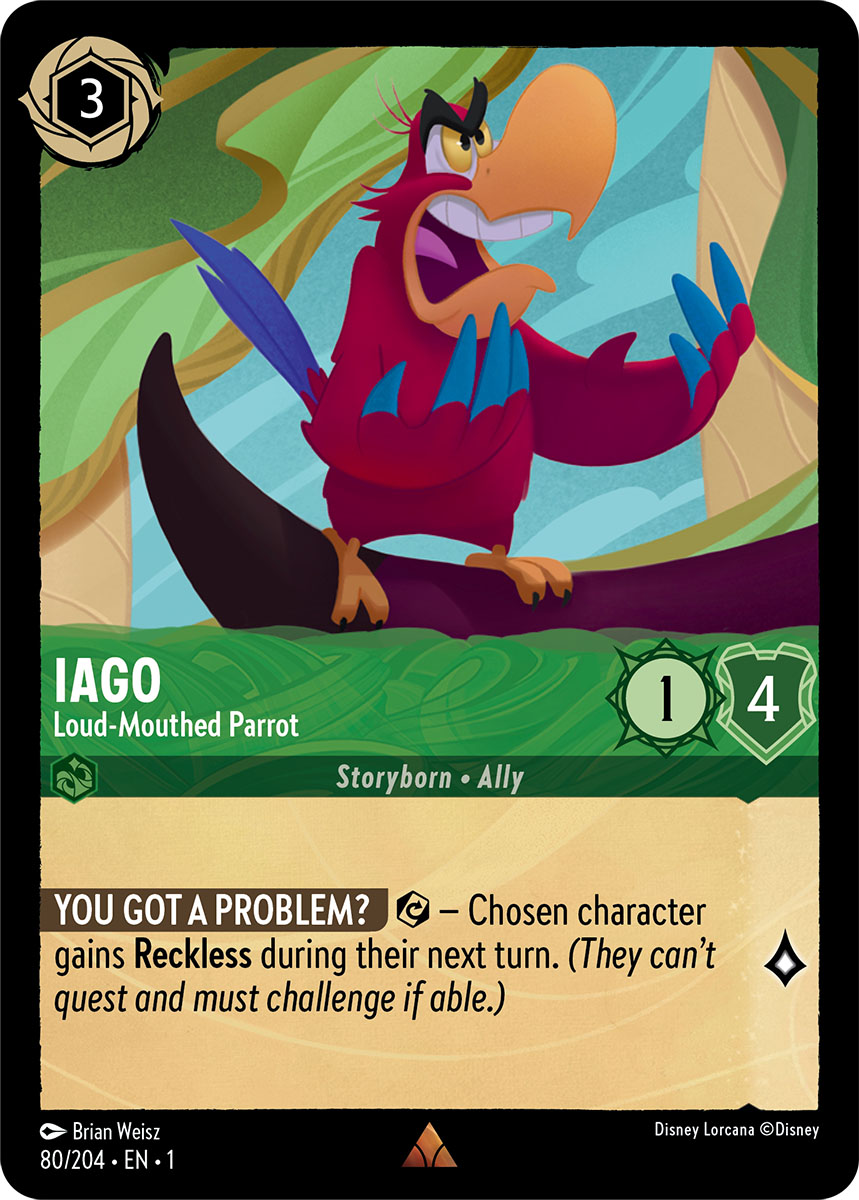 3
IAGO
Loud-Mouthed Parrot
1
4
Storyborn • Ally
YOU GOT A PROBLEM? – Chosen character
gains Reckless during their next turn. (They can’t
quest and must challenge if able.)
Brian Weisz
80/204 • EN • 1
Disney Lorcana ©Disney